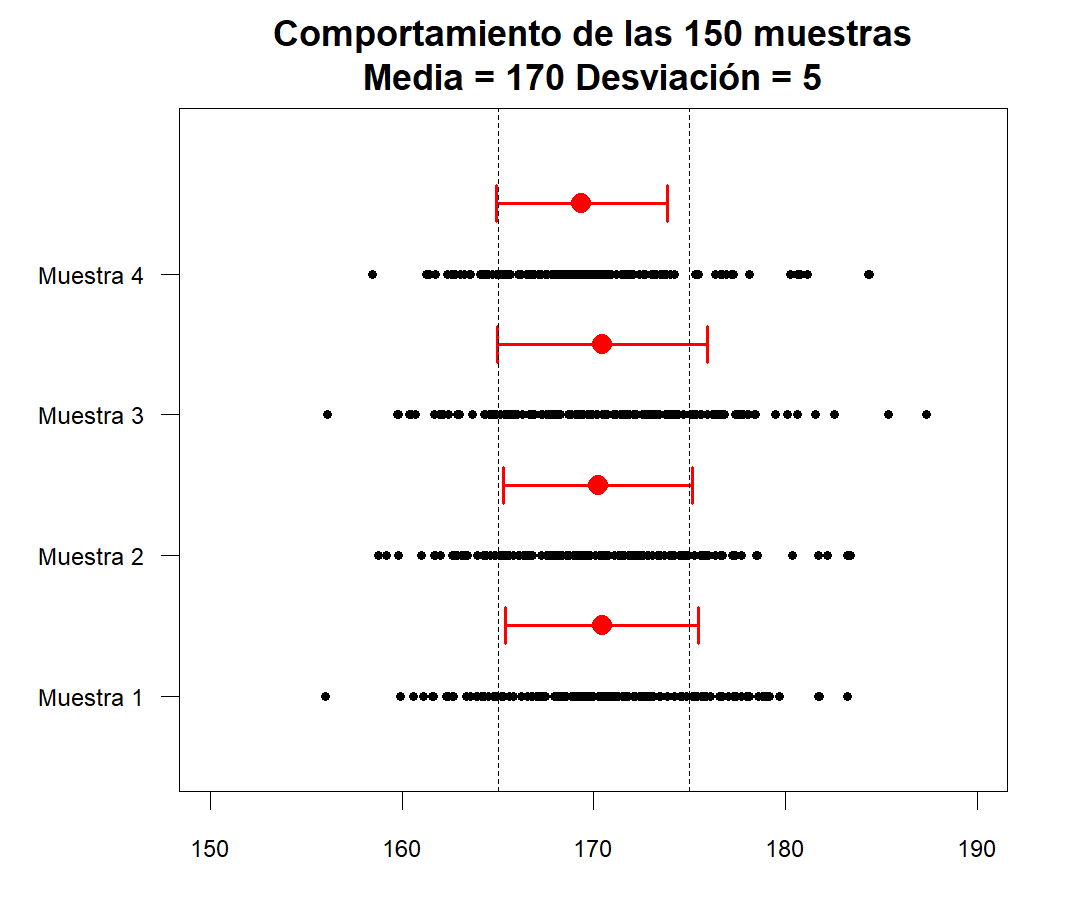 Comportamiento de las 150 muestras
Media = 170 Desviación = 5
Muestra 4
Muestra 3
Muestra 2
Muestra 1
150 160 170 180 190